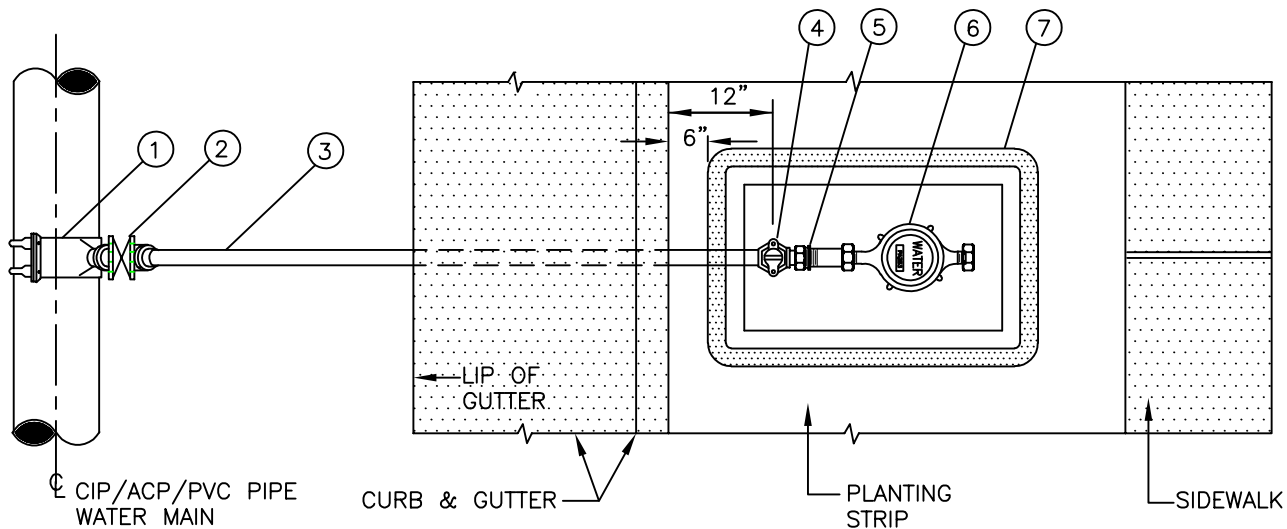 1
2
3
4
5
6
7
12"
6"
WATER
LIP OF
GUTTER
℄ CIP/ACP/PVC PIPE
WATER MAIN
CURB & GUTTER
PLANTING
STRIP
SIDEWALK